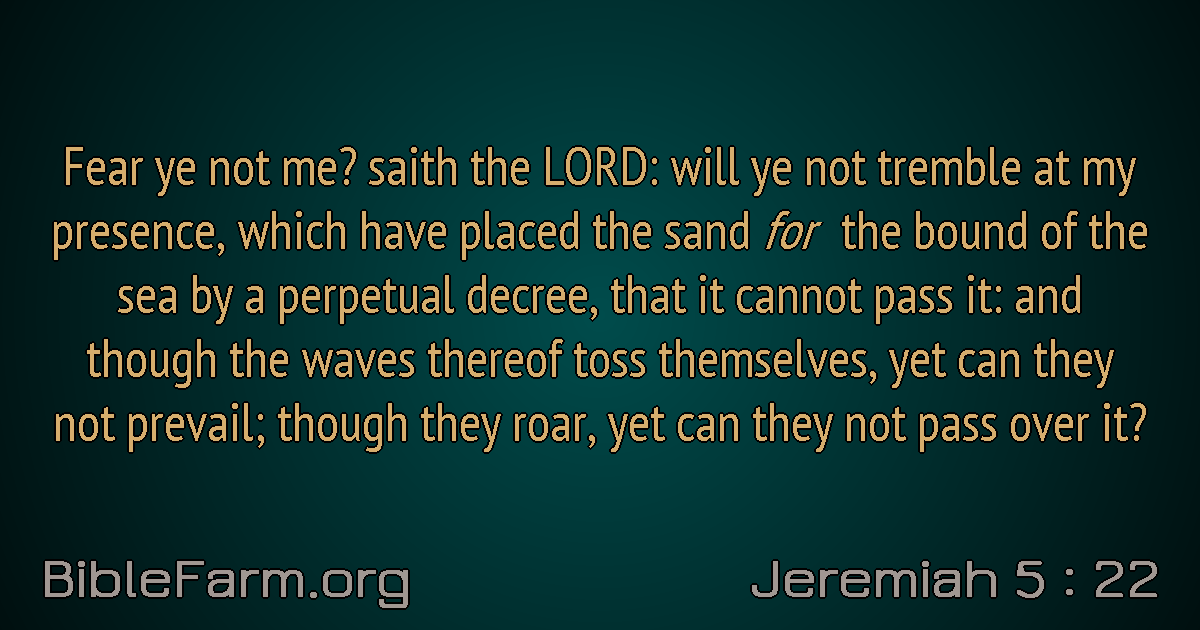 Fear ye not me? saith the LORD: will ye not tremble at my
presence, which have placed the sand for the bound of the
sea by a perpetual decree, that it cannot pass it: and
though the waves thereof toss themselves, yet can they
not prevail; though they roar, yet can they not pass over it?
BibleFarm.org
Jeremiah 5 : 22